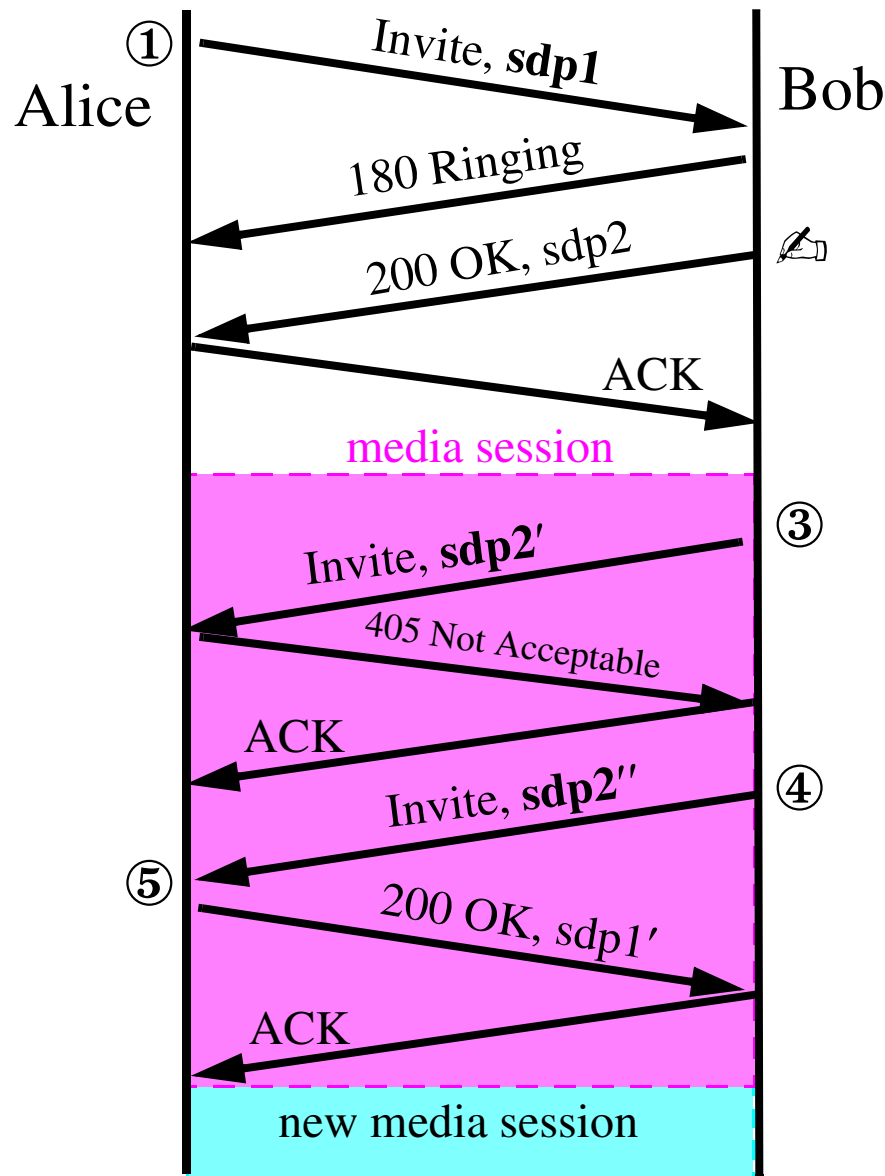 ①
Alice
Bob
Invite, sdp1
180 Ringing
200 OK, sdp2
✍
ACK
media session
③
Invite, sdp2′
405 Not Acceptable
ACK
④
Invite, sdp2′′
⑤
200 OK, sdp1′
ACK
new media session